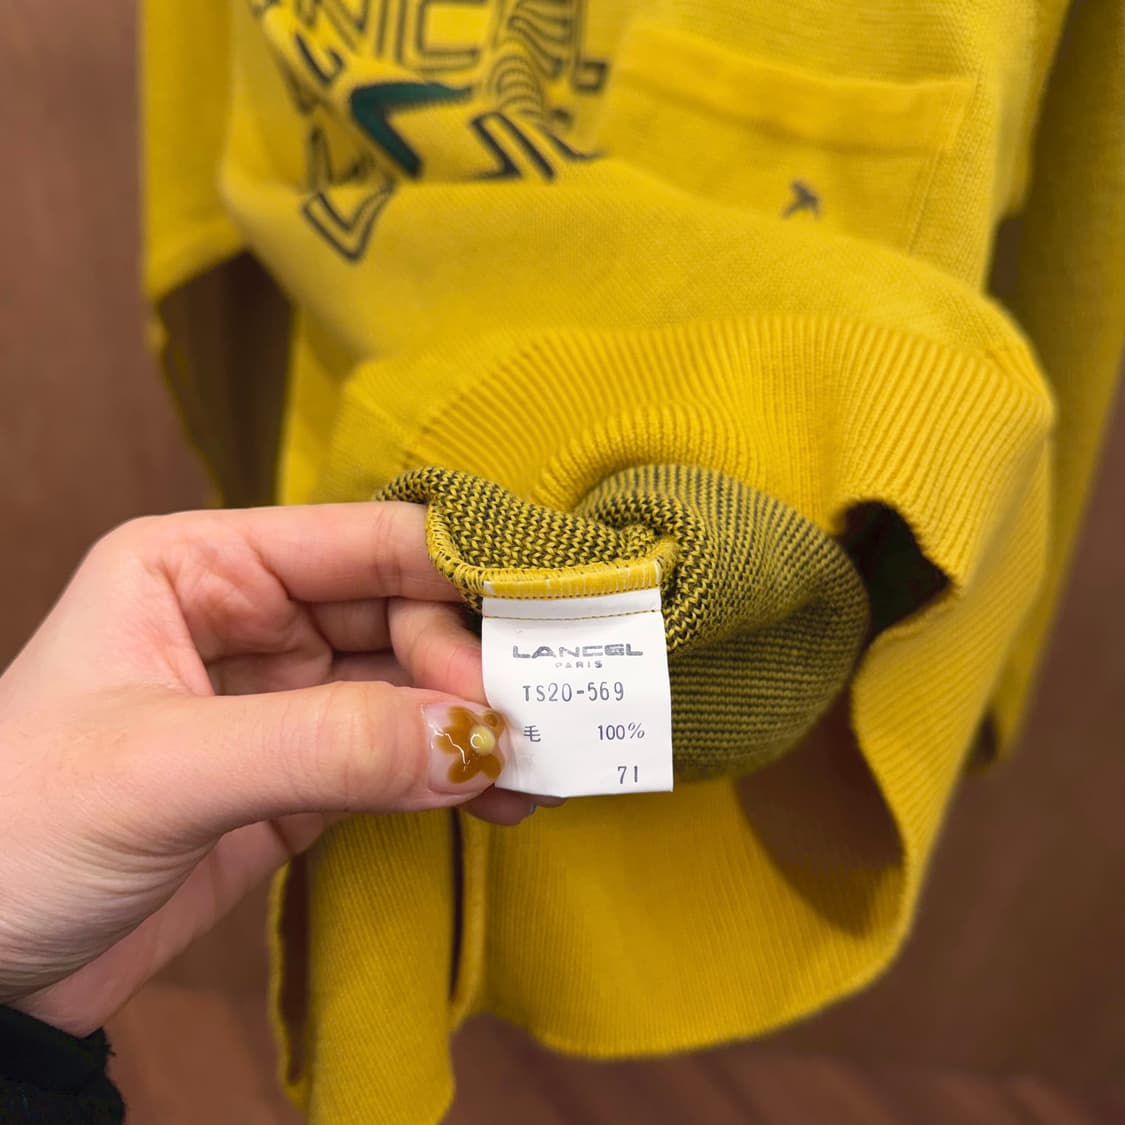 LANCEL
PARIS
TS20-569
毛 100%
71